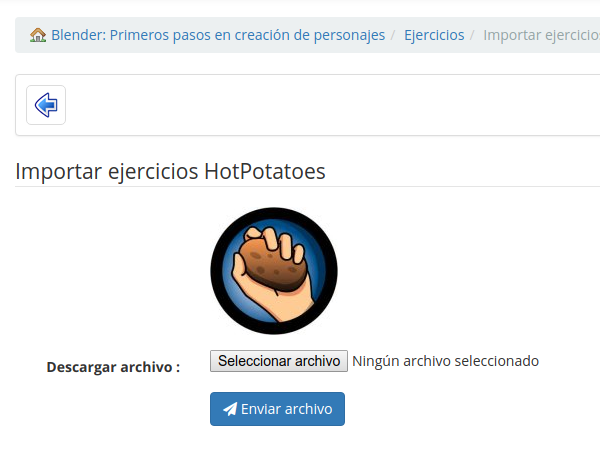 Blender: Primeros pasos en creación de personajes / Ejercicios / Importar ejercicio
Importar ejercicios HotPotatoes
Descargar archivo : Seleccionar archivo Ningún archivo seleccionado
Enviar archivo